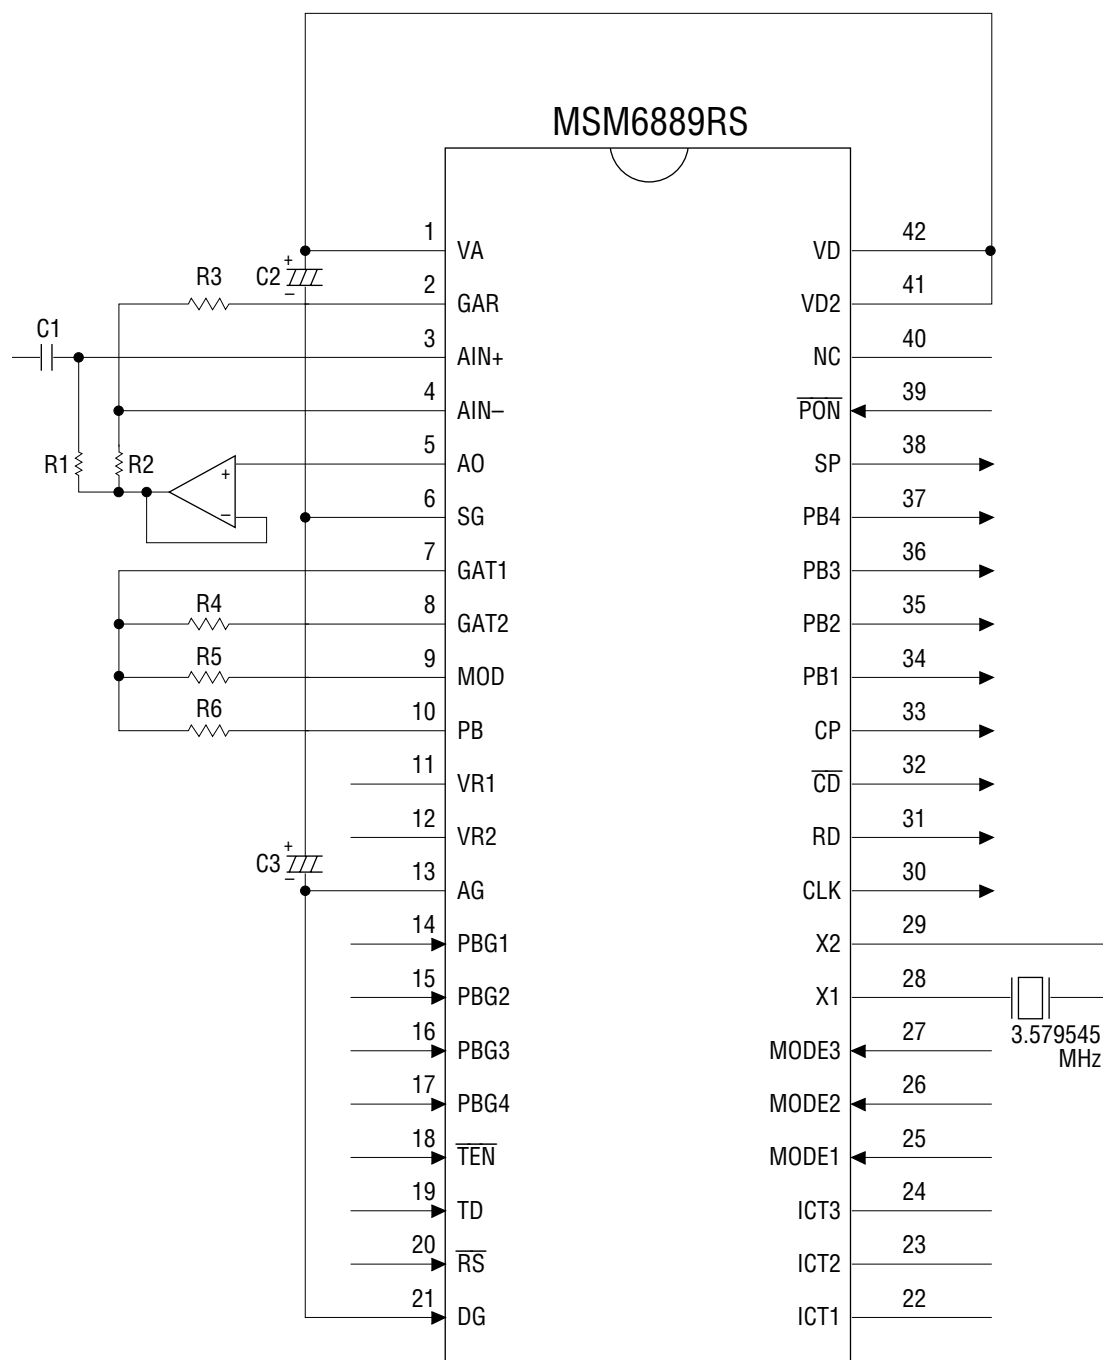 MSM6889RS
1 VA VD 42
+
C2
−
R3 2 GAR VD2 41
C1 3 AIN+ NC 40
4 AIN– P̅O̅N̅ 39
R1 R2 5 AO SP 38
+
−
6 SG PB4 37
7 GAT1 PB3 36
R4 8 GAT2 PB2 35
R5 9 MOD PB1 34
R6 10 PB CP 33
11 VR1 C̅D̅ 32
12 VR2 RD 31
+
C3
−
13 AG CLK 30
14 PBG1 X2 29
15 PBG2 X1 28
3.579545
MHz
16 PBG3 MODE3 27
17 PBG4 MODE2 26
18 T̅E̅N̅ MODE1 25
19 TD ICT3 24
20 R̅S̅ ICT2 23
21 DG ICT1 22